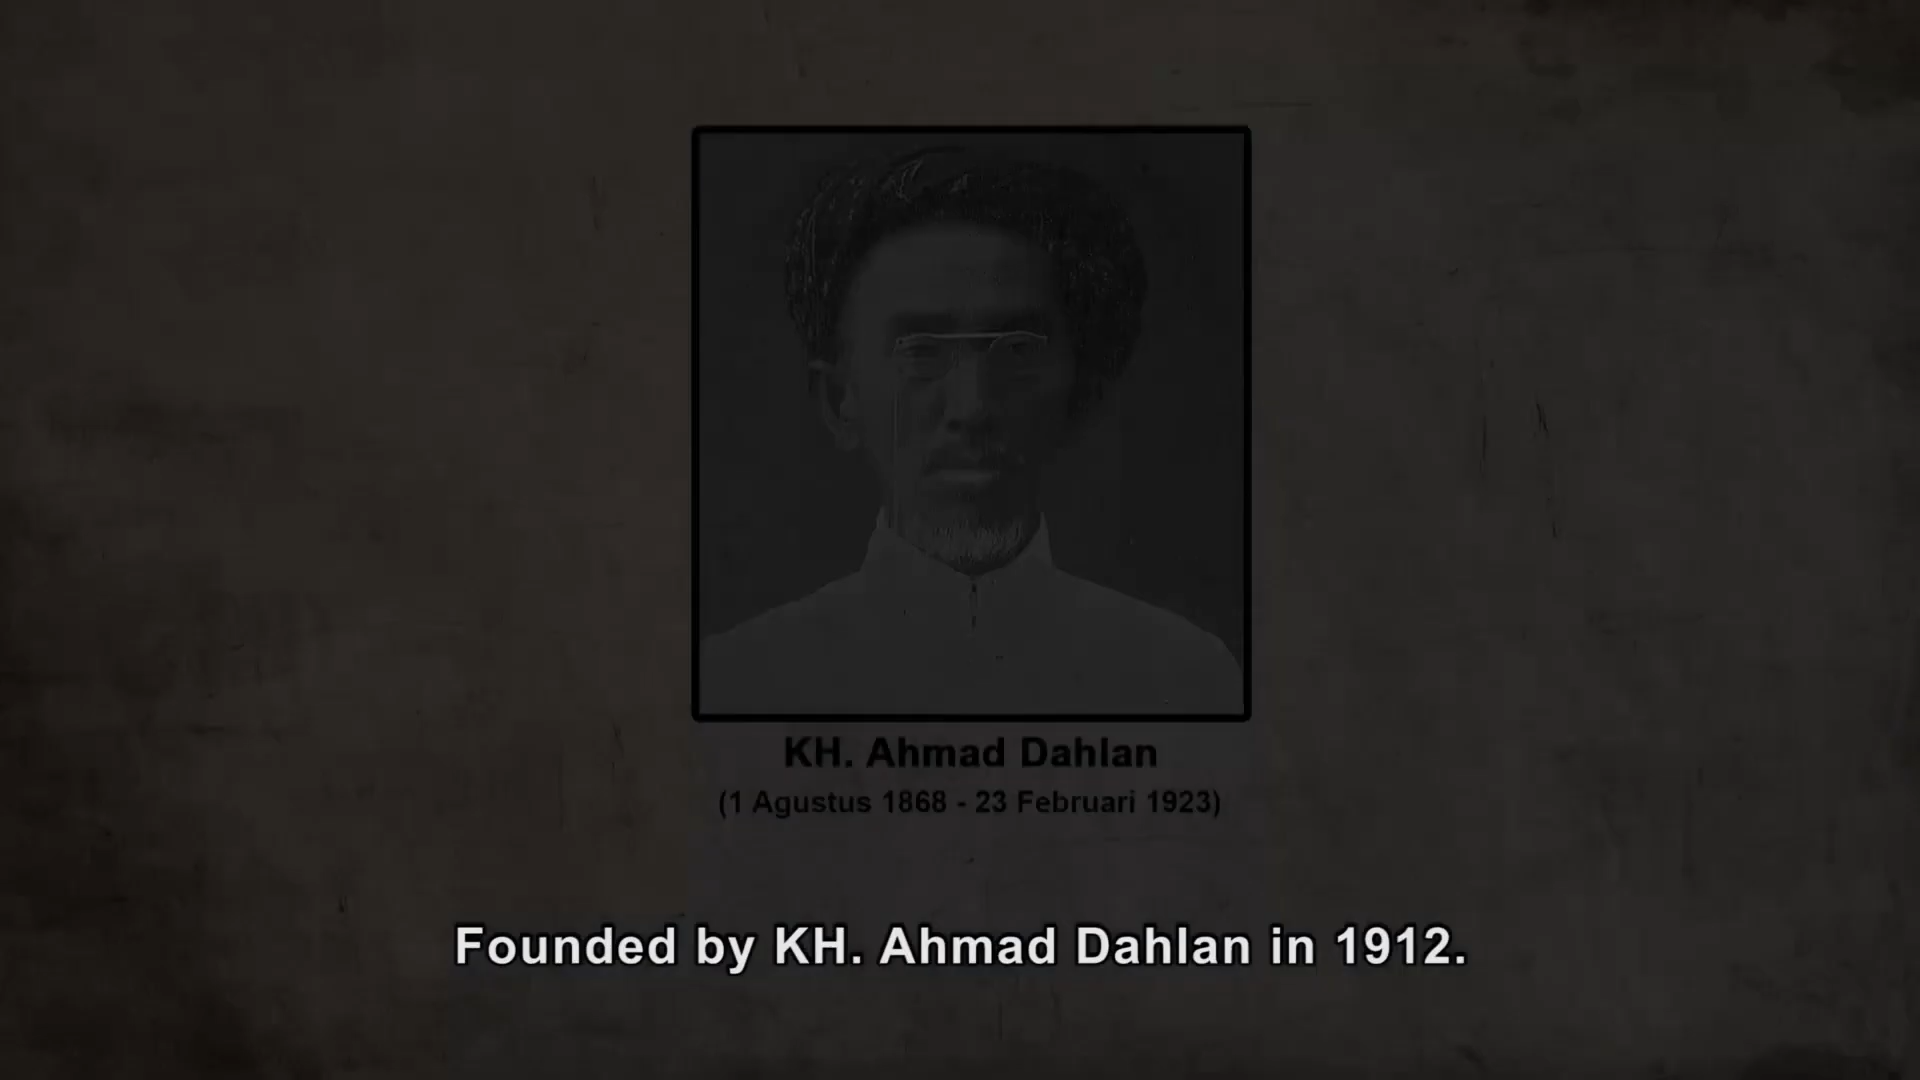 KH. Ahmad Dahlan
(1 Agustus 1868 - 23 Februari 1923)
Founded by KH. Ahmad Dahlan in 1912.